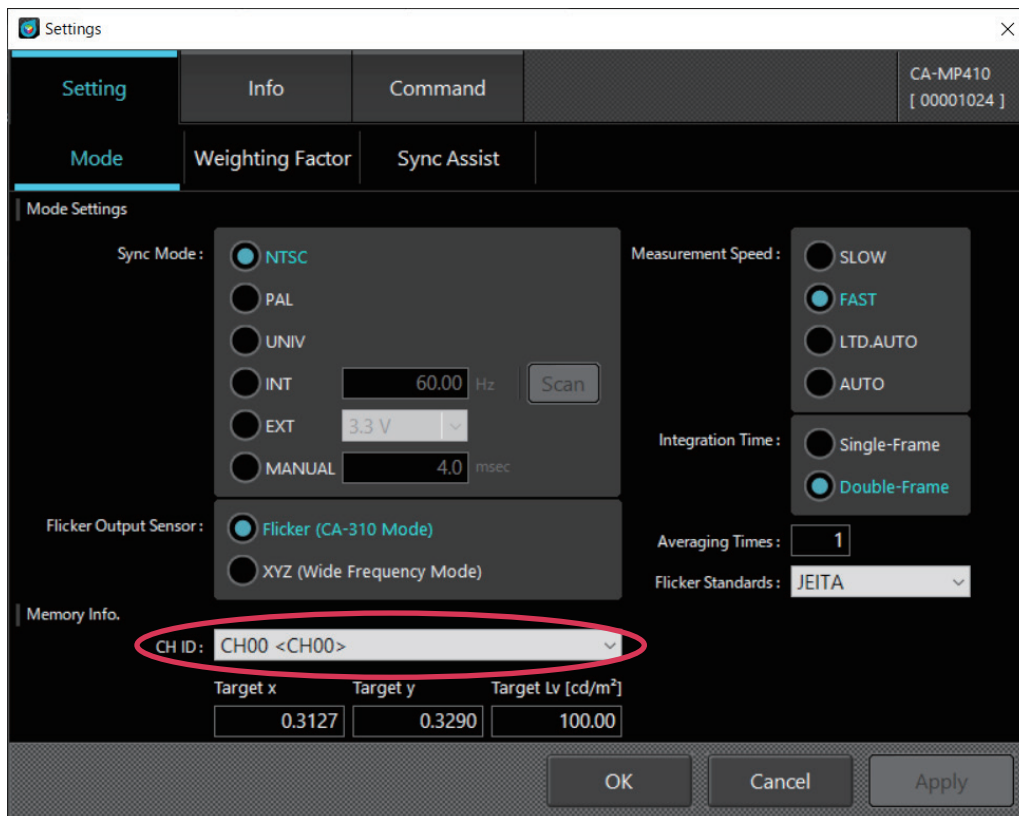 Settings
Setting Info Command
CA-MP410
[ 00001024 ]
Mode Weighting Factor Sync Assist
Mode Settings
Sync Mode :
NTSC
PAL
UNIV
INT 60.00 Hz Scan
EXT 3.3 V
MANUAL 4.0 msec
Measurement Speed :
SLOW
FAST
LTD.AUTO
AUTO
Integration Time :
Single-Frame
Double-Frame
Flicker Output Sensor :
Flicker (CA-310 Mode)
XYZ (Wide Frequency Mode)
Averaging Times : 1
Flicker Standards : JEITA
Memory Info.
CH ID : CH00 <CH00>
Target x Target y Target Lv [cd/m²]
0.3127 0.3290 100.00
OK Cancel Apply